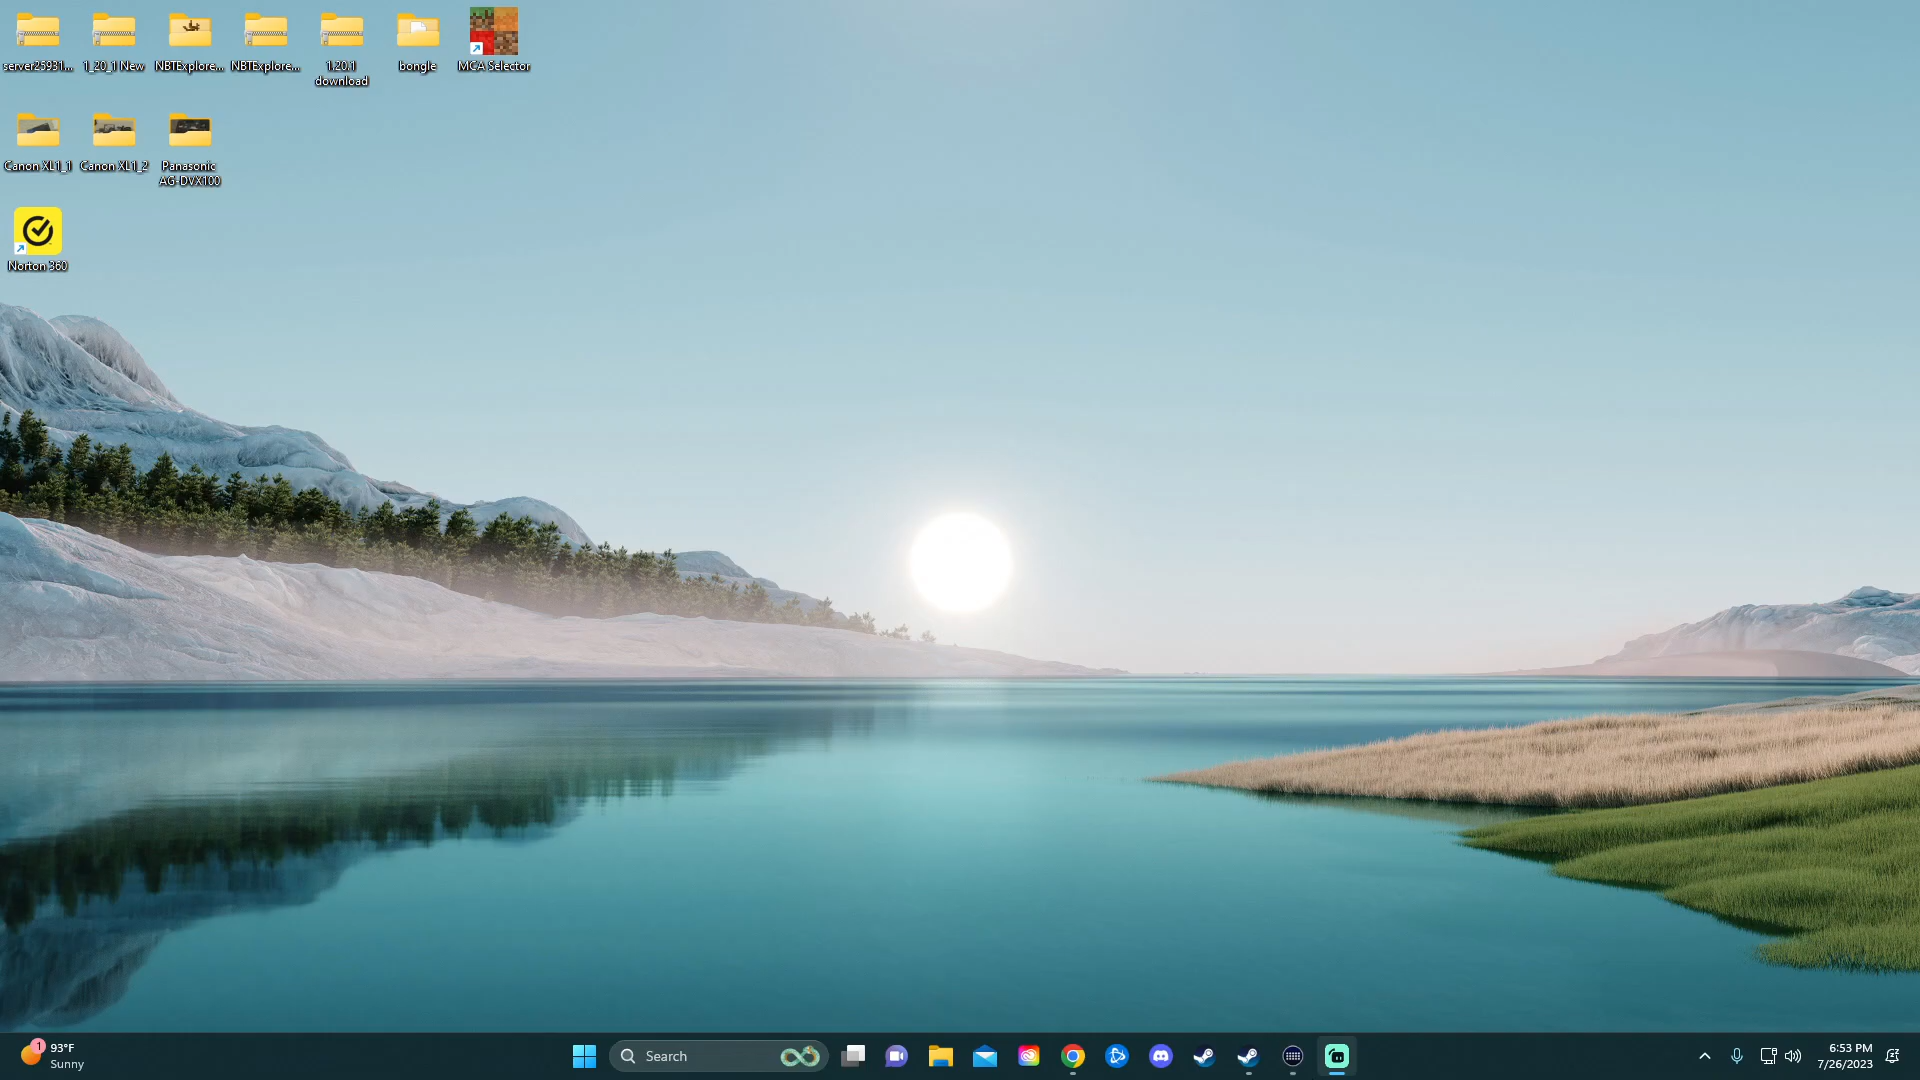 server25931...
1_20_1 New
NBTExplore...
NBTExplore...
1.20.1
download
bongle
MCA Selector
Canon XL1_1
Canon XL1_2
Panasonic
AG-DVX100
Norton 360
1
93°F
Sunny
Search
6:53 PM
7/26/2023